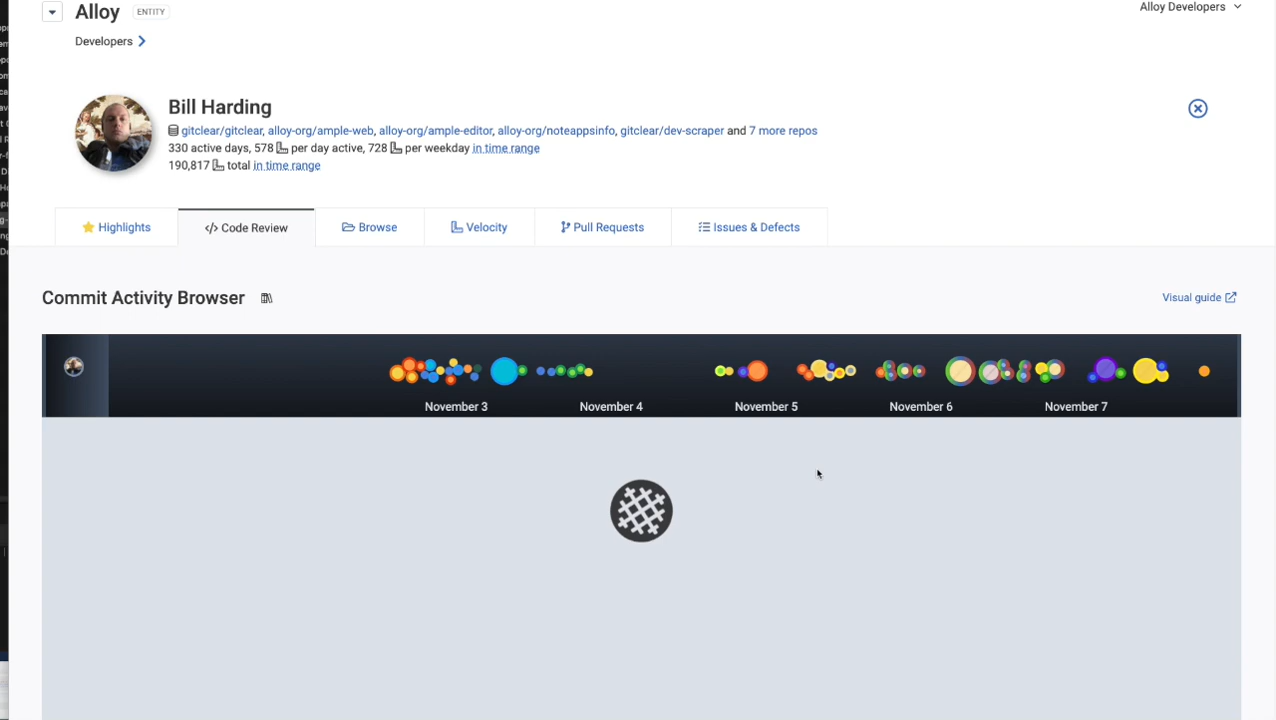 Alloy ENTITY
Alloy Developers
Developers
Bill Harding
gitclear/gitclear, alloy-org/ample-web, alloy-org/ample-editor, alloy-org/noteappsinfo, gitclear/dev-scraper and 7 more repos
330 active days, 578 per day active, 728 per weekday in time range
190,817 total in time range
Highlights
</> Code Review
Browse
Velocity
Pull Requests
Issues & Defects
Commit Activity Browser
Visual guide
November 3
November 4
November 5
November 6
November 7